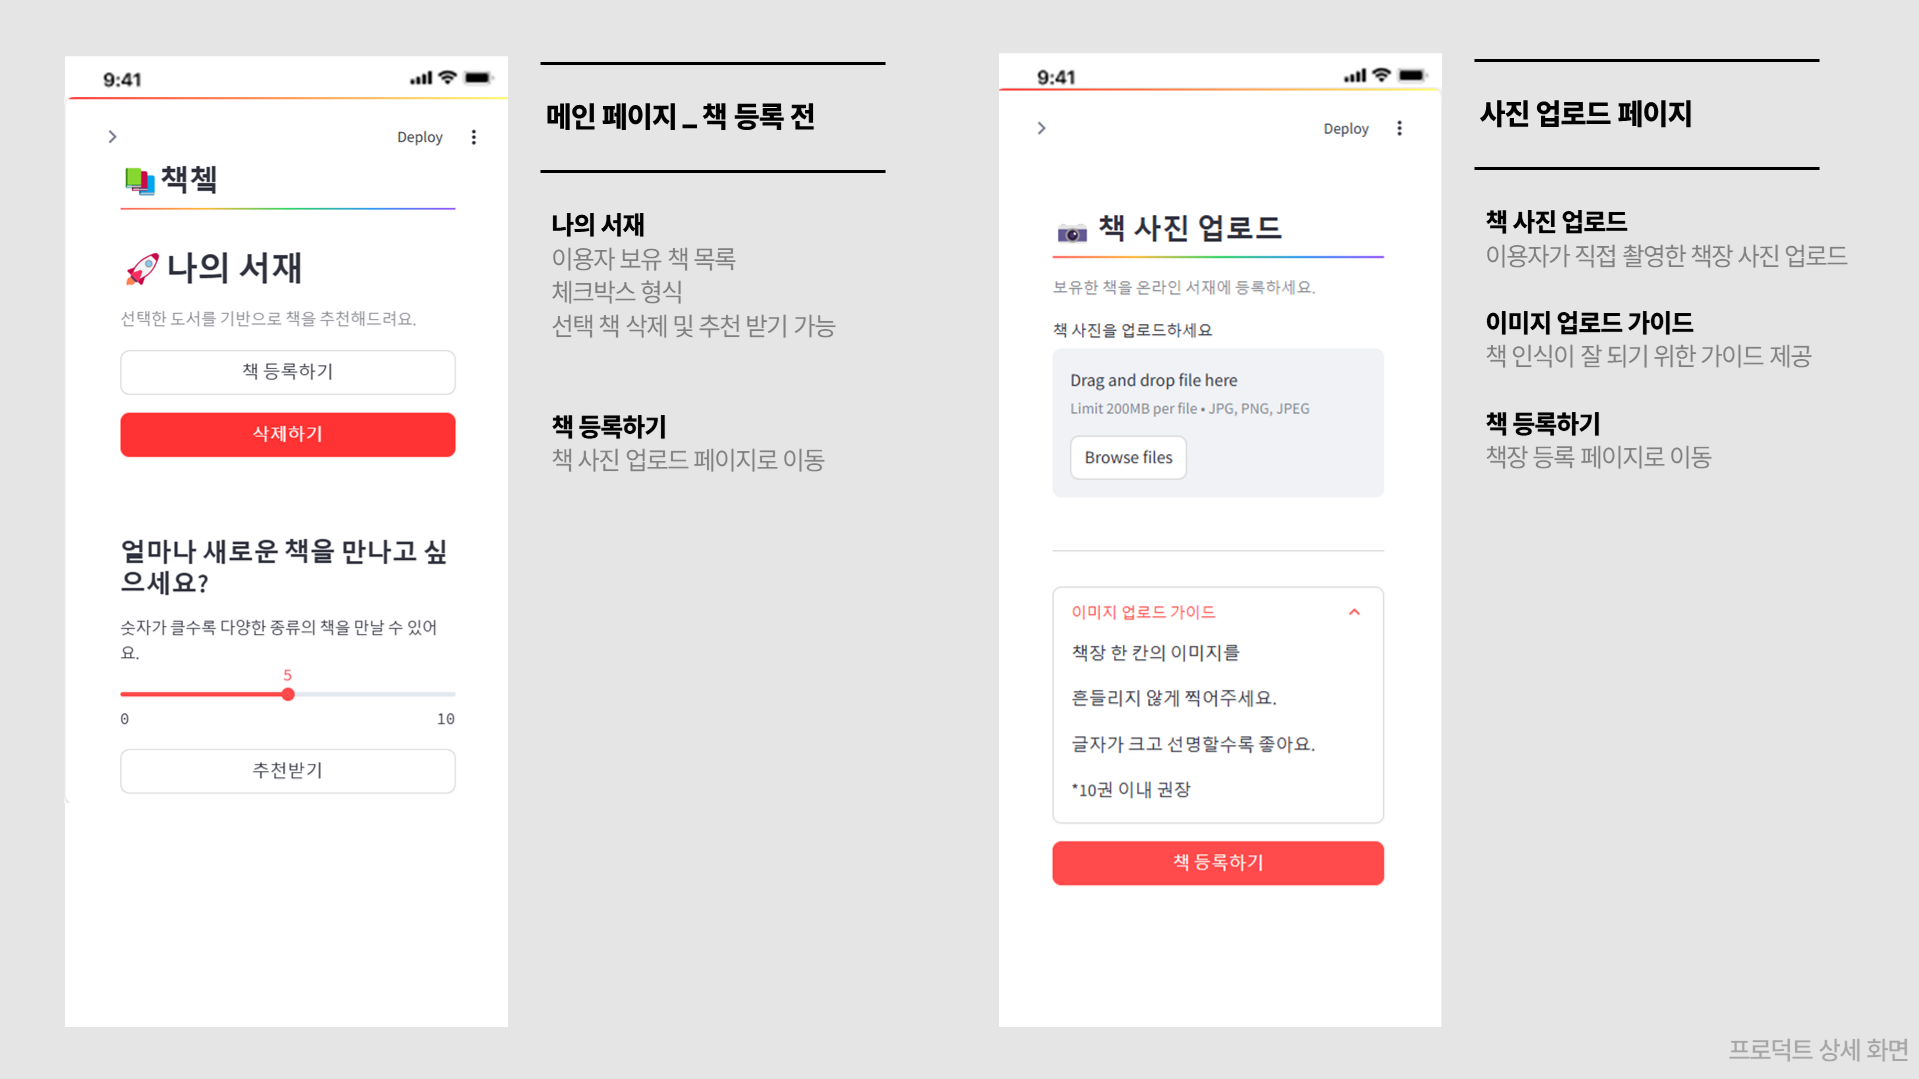 9:41
Deploy
책첵
나의 서재
선택한 도서를 기반으로 책을 추천해드려요.
책 등록하기
삭제하기
얼마나 새로운 책을 만나고 싶
으세요?
숫자가 클수록 다양한 종류의 책을 만날 수 있어
요.
5
0 10
추천받기
메인 페이지 _ 책 등록 전
나의 서재
이용자 보유 책 목록
체크박스 형식
선택 책 삭제 및 추천 받기 가능
책 등록하기
책 사진 업로드 페이지로 이동
9:41
Deploy
책 사진 업로드
보유한 책을 온라인 서재에 등록하세요.
책 사진을 업로드하세요
Drag and drop file here
Limit 200MB per file • JPG, PNG, JPEG
Browse files
이미지 업로드 가이드
책장 한 칸의 이미지를
흔들리지 않게 찍어주세요.
글자가 크고 선명할수록 좋아요.
*10권 이내 권장
책 등록하기
사진 업로드 페이지
책 사진 업로드
이용자가 직접 촬영한 책장 사진 업로드
이미지 업로드 가이드
책 인식이 잘 되기 위한 가이드 제공
책 등록하기
책장 등록 페이지로 이동
프로덕트 상세 화면